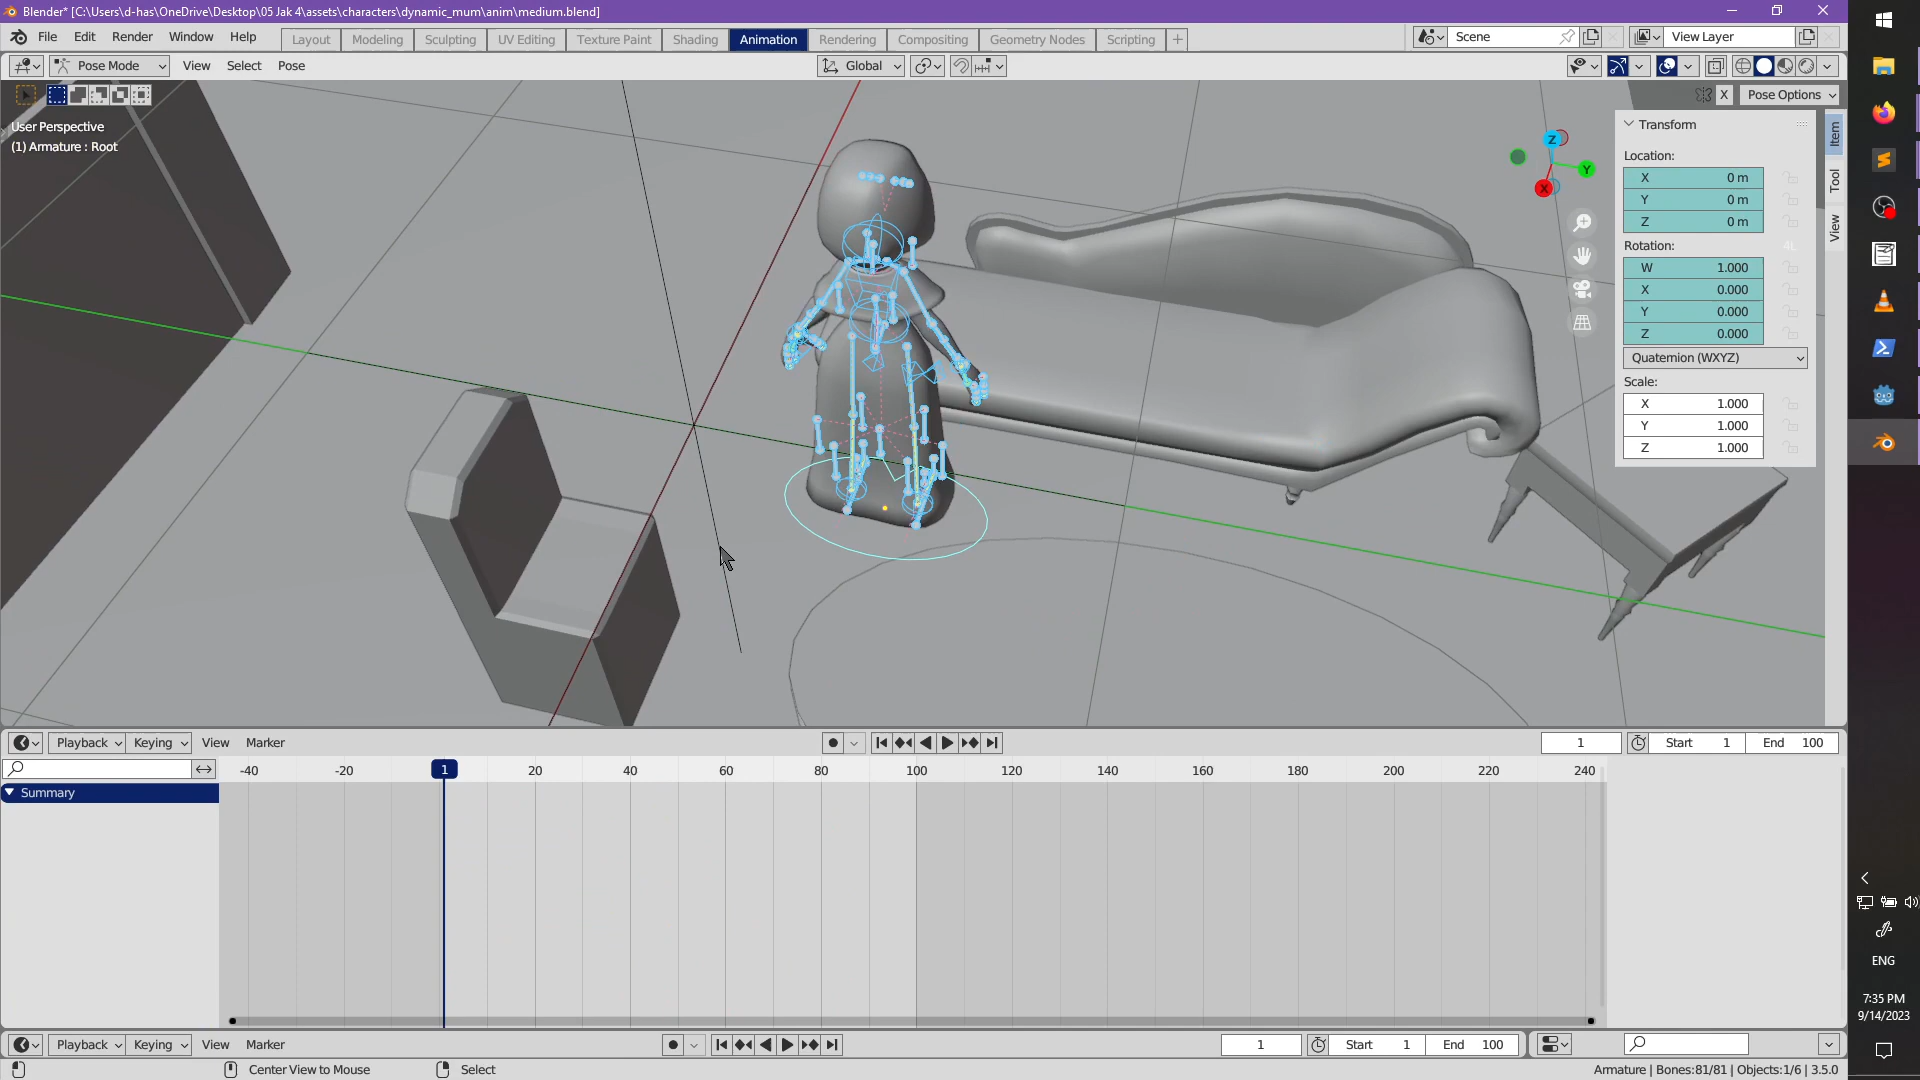 Blender* [C:\Users\d-has\OneDrive\Desktop\05 Jak 4\assets\characters\dynamic_mum\anim\medium.blend]
File Edit Render Window Help Layout Modeling Sculpting UV Editing Texture Paint Shading Animation Rendering Compositing Geometry Nodes Scripting + Scene View Layer
Pose Mode View Select Pose Global
X Pose Options
User Perspective
(1) Armature : Root
Z
Y
X
Item
Tool
View
Transform
Location:
X 0 m
Y 0 m
Z 0 m
Rotation: 4L
W 1.000
X 0.000
Y 0.000
Z 0.000
Quaternion (WXYZ)
Scale:
X 1.000
Y 1.000
Z 1.000
Playback Keying View Marker 1 Start 1 End 100
-40 -20 1 20 40 60 80 100 120 140 160 180 200 220 240
Summary
Playback Keying View Marker 1 Start 1 End 100
Center View to Mouse Select Armature | Bones:81/81 | Objects:1/6 | 3.5.0
ENG
7:35 PM
9/14/2023